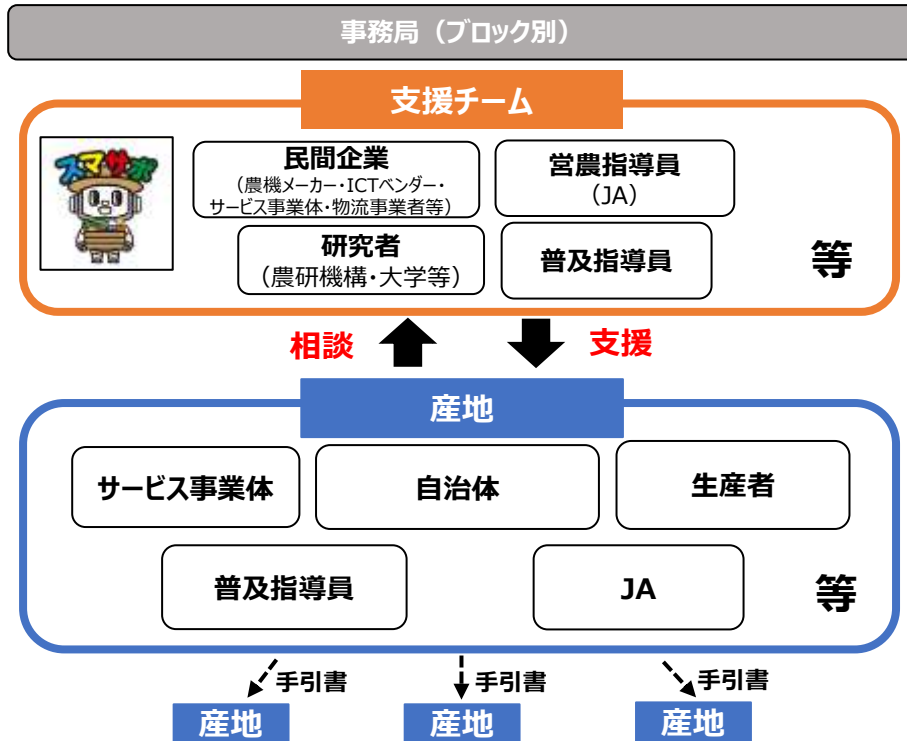 事務局（ブロック別）
支援チーム
スマサポ
民間企業
（農機メーカー・ICTベンダー・
サービス事業体・物流事業者等）
営農指導員
（JA）
研究者
（農研機構・大学等）
普及指導員
等
相談
支援
産地
サービス事業体
自治体
生産者
普及指導員
JA
等
手引書
手引書
手引書
産地
産地
産地